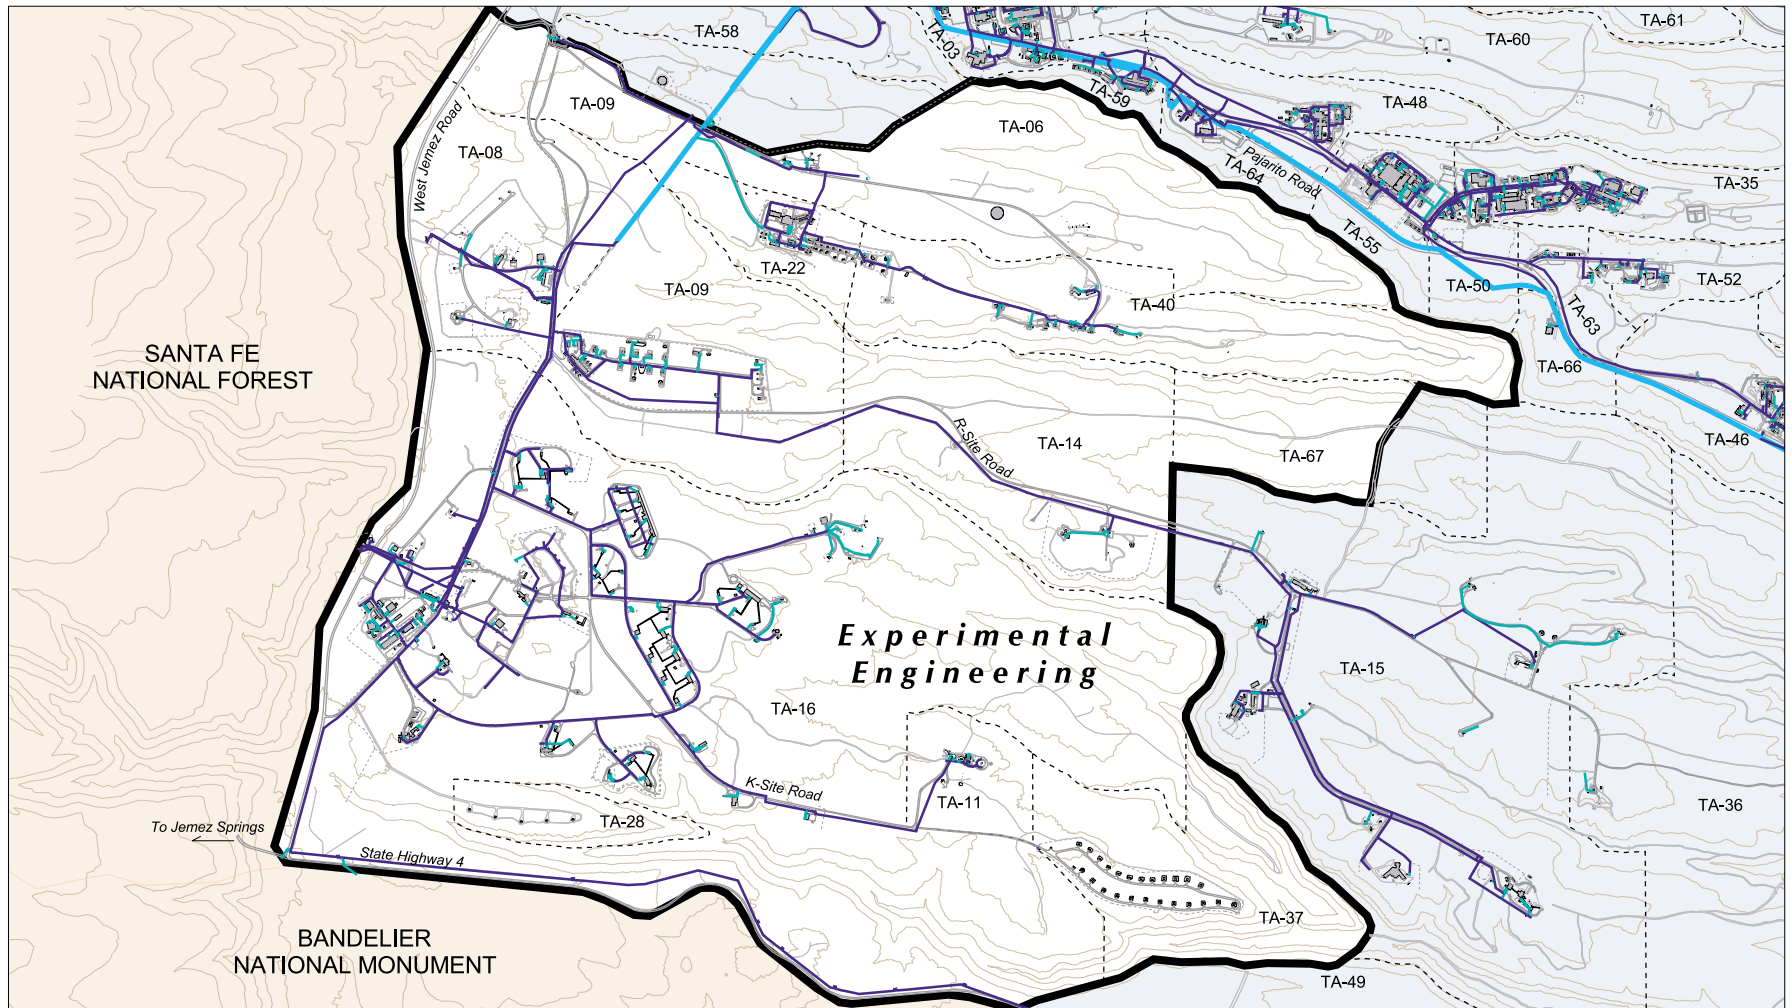 TA-61
TA-58
TA-03
TA-60
TA-09
TA-59
TA-48
TA-06
West Jemez Road
TA-08
TA-64
Pajarito Road
TA-35
TA-55
TA-22
TA-09
TA-50
TA-52
TA-40
TA-63
SANTA FE
NATIONAL FOREST
TA-66
R-Site Road
TA-14
TA-46
TA-67
Experimental
Engineering
TA-15
TA-16
K-Site Road
TA-11
TA-36
TA-28
To Jemez Springs
State Highway 4
TA-37
BANDELIER
NATIONAL MONUMENT
TA-49